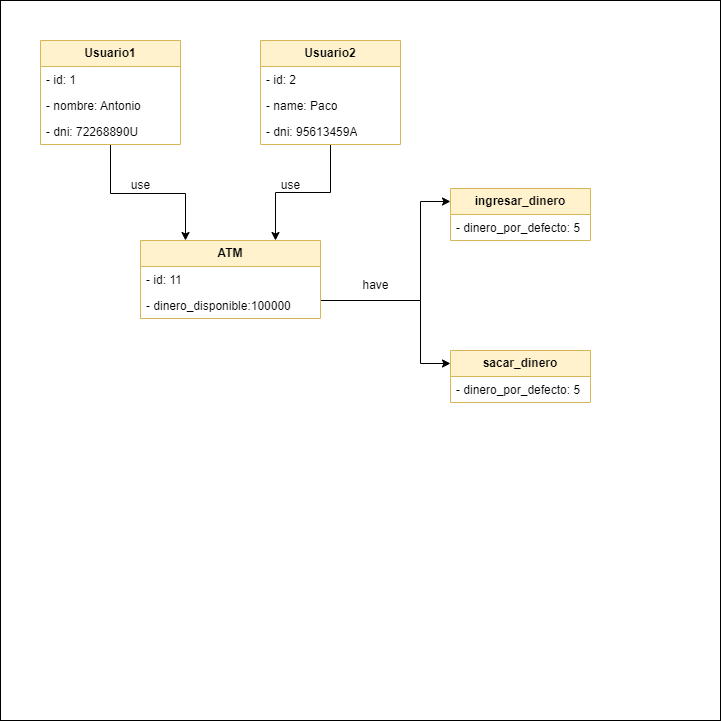 Usuario1
- id: 1
- nombre: Antonio
- dni: 72268890U
Usuario2
- id: 2
- name: Paco
- dni: 95613459A
use
use
ATM
- id: 11
- dinero_disponible:100000
have
ingresar_dinero
- dinero_por_defecto: 5
sacar_dinero
- dinero_por_defecto: 5